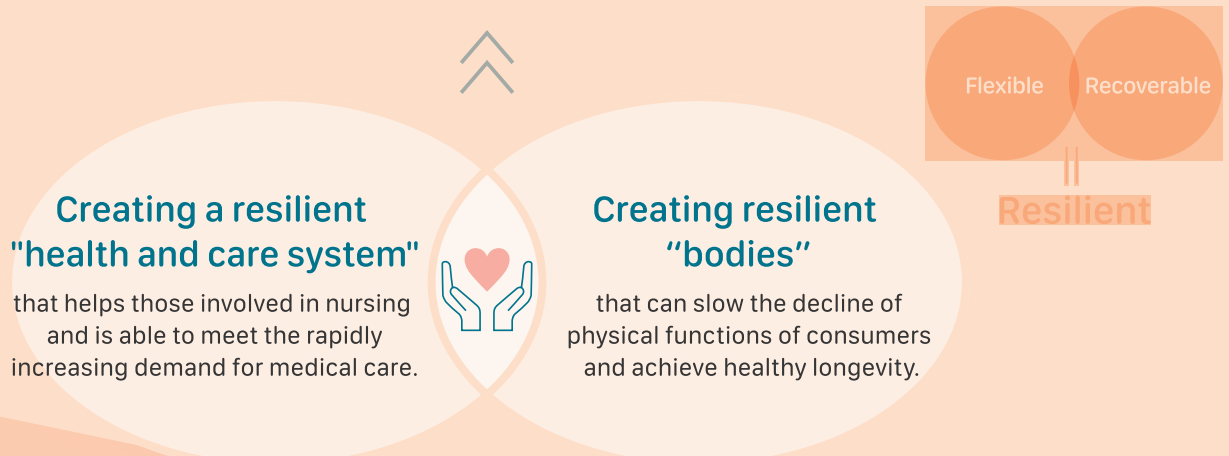 Flexible
Recoverable
Resilient
Creating a resilient
"health and care system"
that helps those involved in nursing
and is able to meet the rapidly
increasing demand for medical care.
Creating resilient
“bodies”
that can slow the decline of
physical functions of consumers
and achieve healthy longevity.